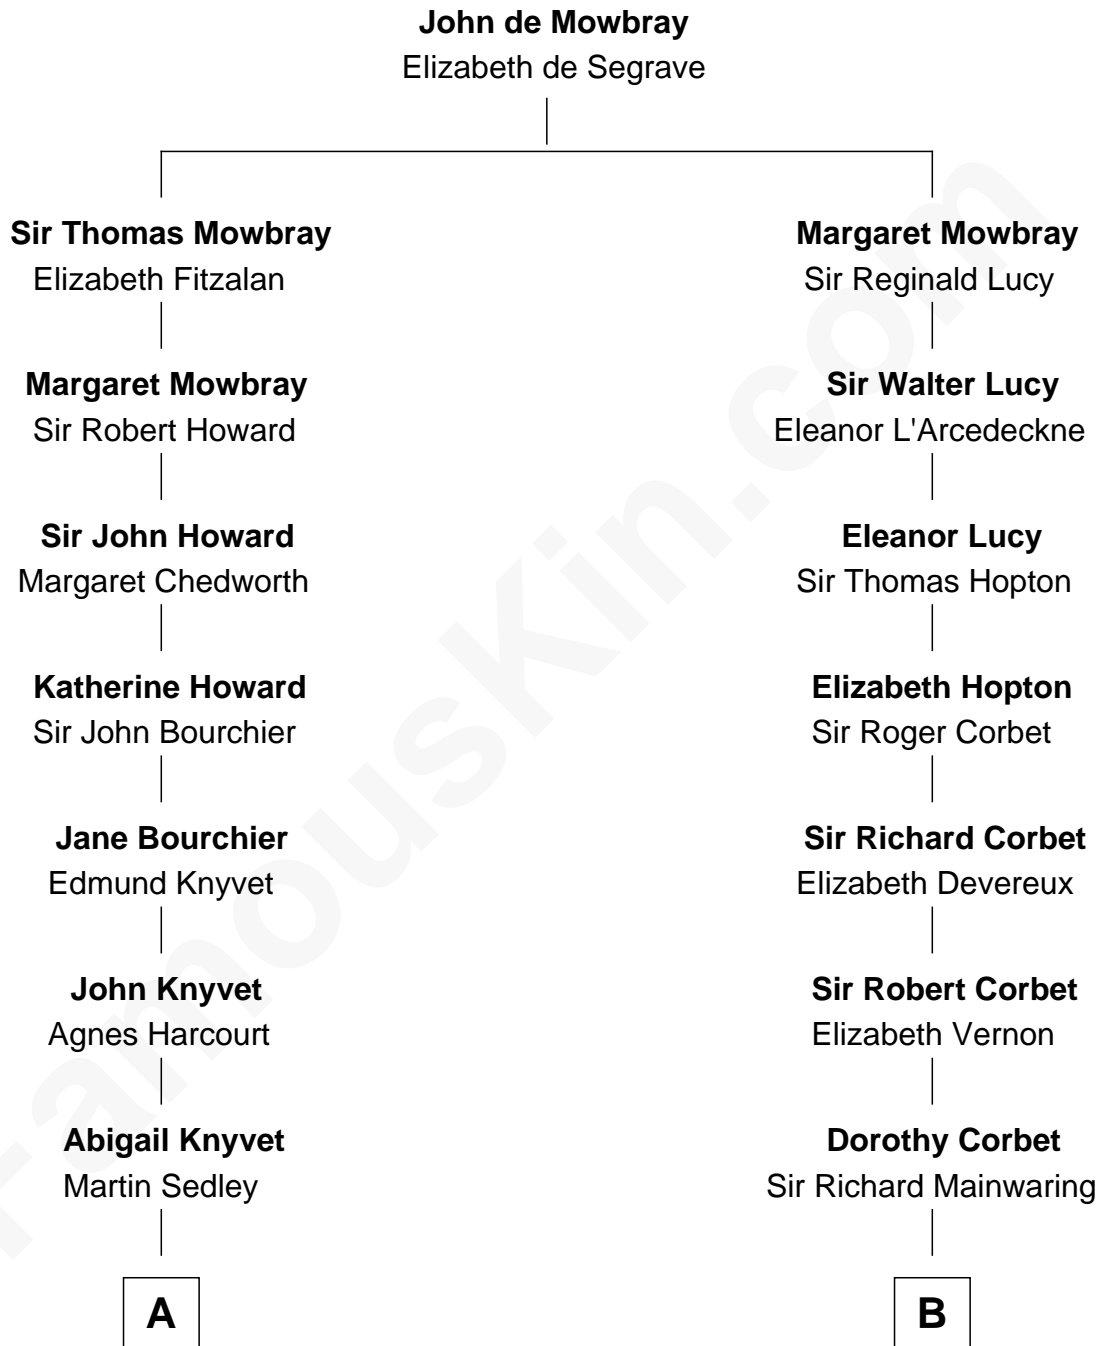 John de Mowbray
Elizabeth de Segrave
Sir Thomas Mowbray
Elizabeth Fitzalan
Margaret Mowbray
Sir Reginald Lucy
Margaret Mowbray
Sir Robert Howard
Sir Walter Lucy
Eleanor L'Arcedeckne
Sir John Howard
Margaret Chedworth
Eleanor Lucy
Sir Thomas Hopton
Katherine Howard
Sir John Bourchier
Elizabeth Hopton
Sir Roger Corbet
Jane Bourchier
Edmund Knyvet
Sir Richard Corbet
Elizabeth Devereux
John Knyvet
Agnes Harcourt
Sir Robert Corbet
Elizabeth Vernon
Abigail Knyvet
Martin Sedley
Dorothy Corbet
Sir Richard Mainwaring
A
B
FamousKin.com